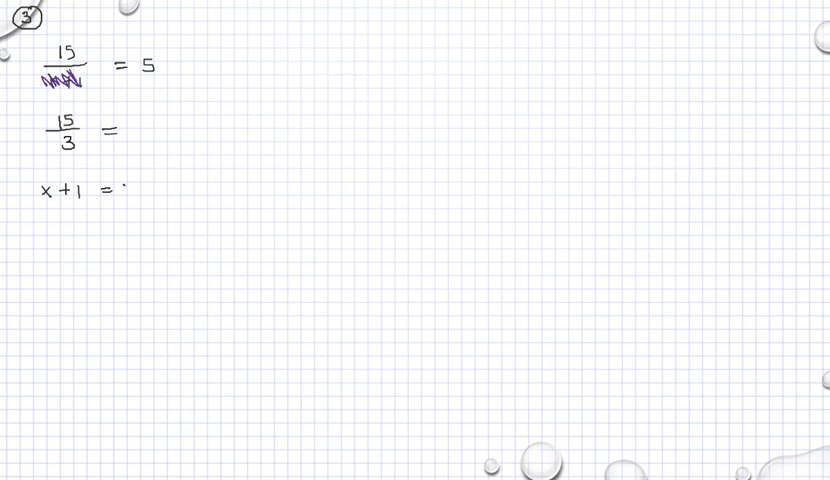 3
15/ = 5
15/3 =
x + 1 =